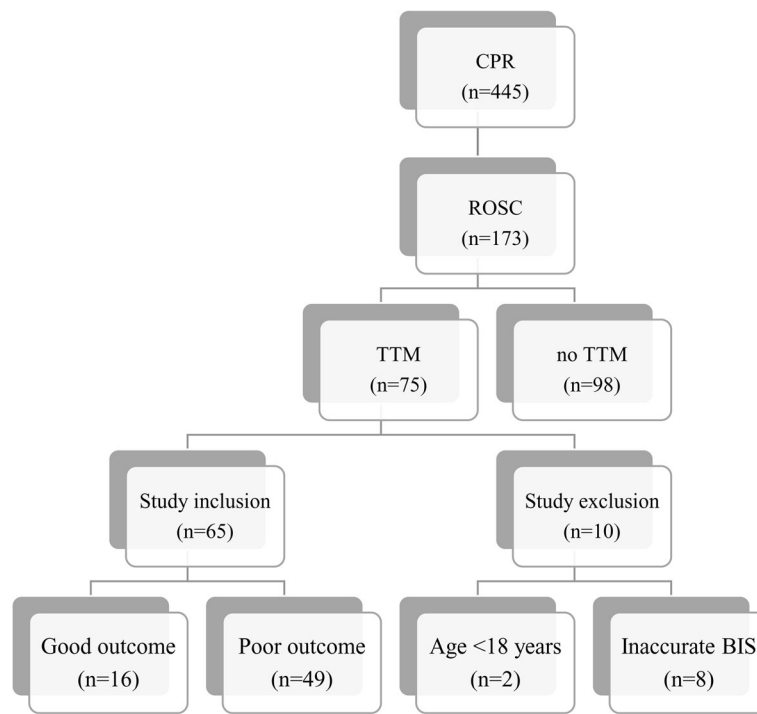 CPR
(n=445)
ROSC
(n=173)
TTM
(n=75)
no TTM
(n=98)
Study inclusion
(n=65)
Study exclusion
(n=10)
Good outcome
(n=16)
Poor outcome
(n=49)
Age <18 years
(n=2)
Inaccurate BIS
(n=8)